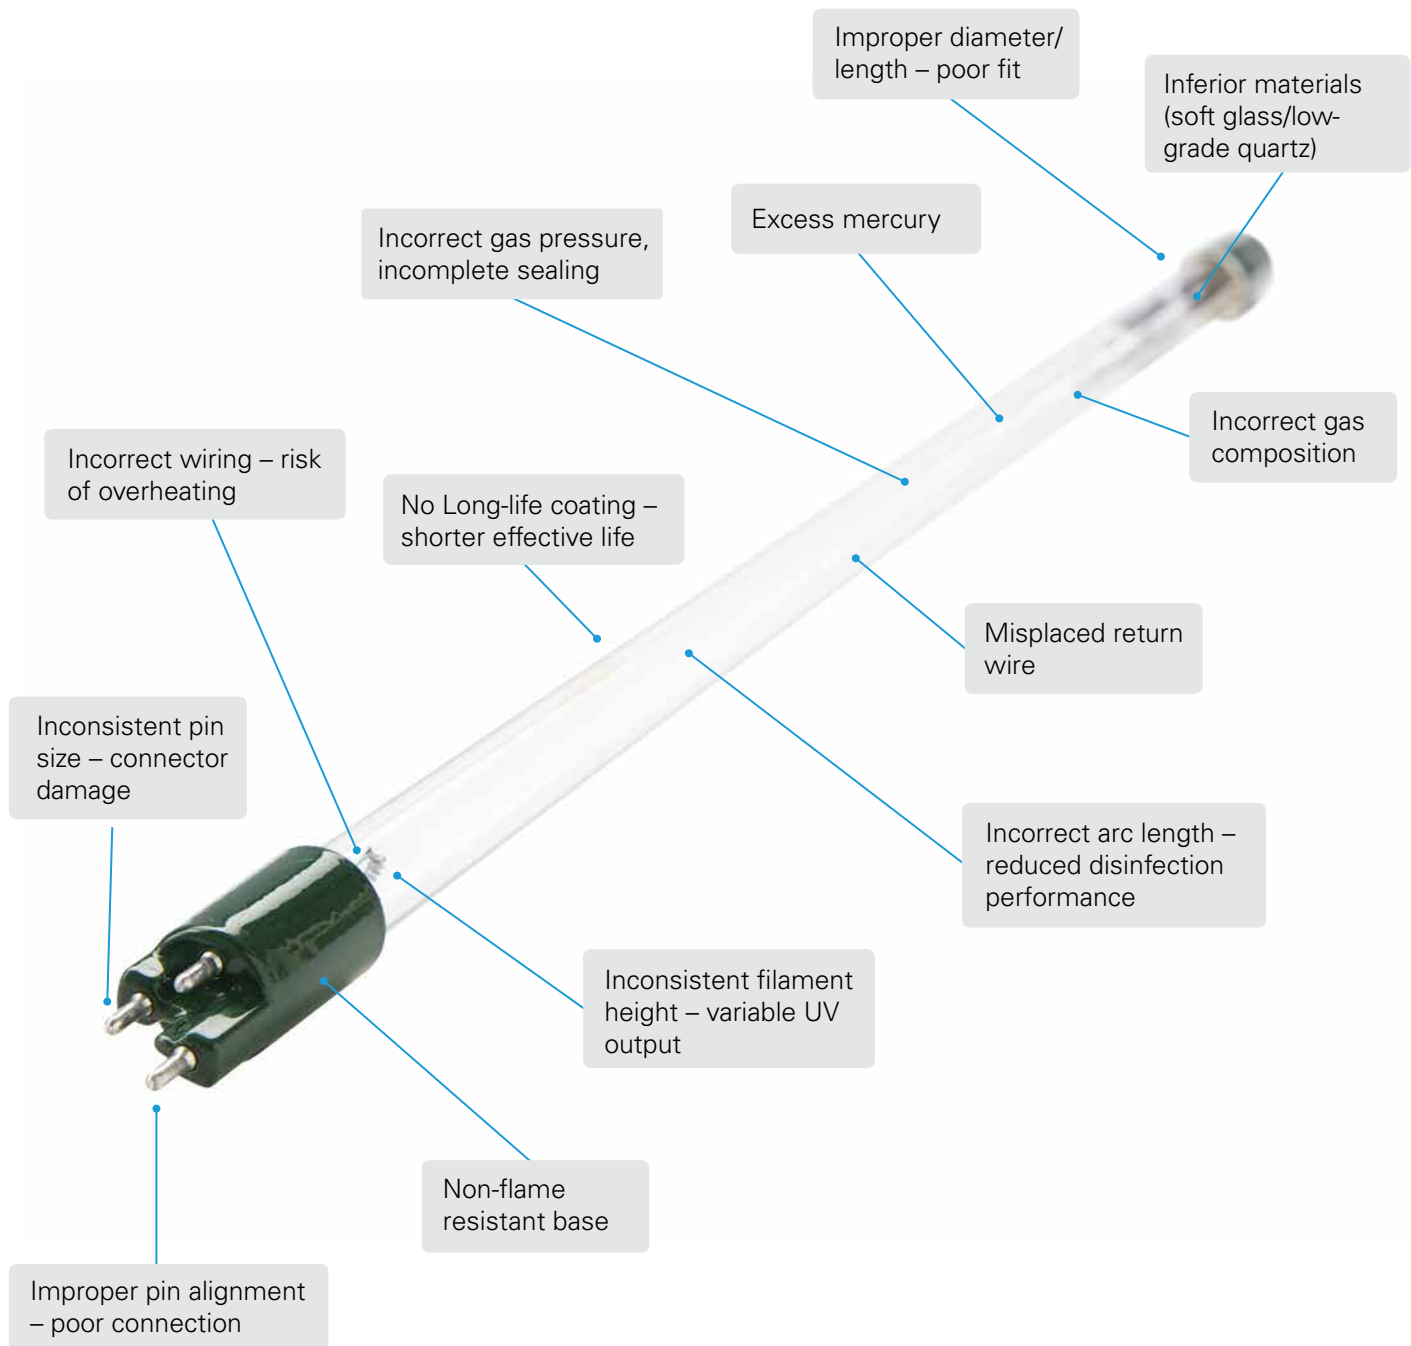 Improper diameter/
length – poor fit
Inferior materials
(soft glass/low-
grade quartz)
Excess mercury
Incorrect gas pressure,
incomplete sealing
Incorrect gas
composition
Incorrect wiring – risk
of overheating
No Long-life coating –
shorter effective life
Misplaced return
wire
Inconsistent pin
size – connector
damage
Incorrect arc length –
reduced disinfection
performance
Inconsistent filament
height – variable UV
output
Non-flame
resistant base
Improper pin alignment
– poor connection